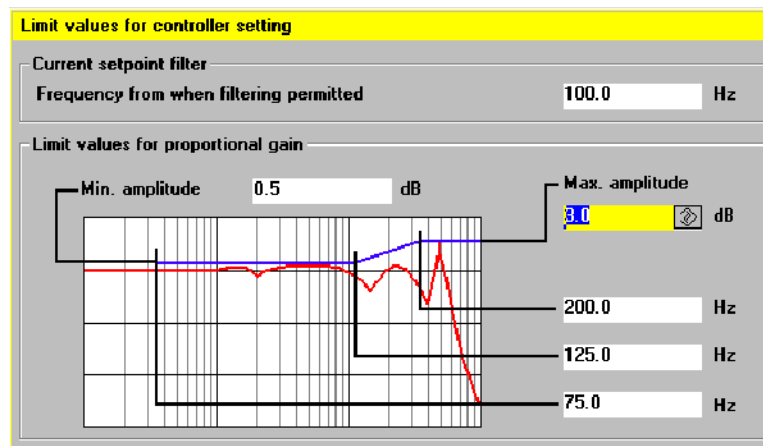 Limit values for controller setting
Current setpoint filter
Frequency from when filtering permitted 100.0 Hz
Limit values for proportional gain
Min. amplitude 0.5 dB
Max. amplitude
3.0 dB
200.0 Hz
125.0 Hz
75.0 Hz